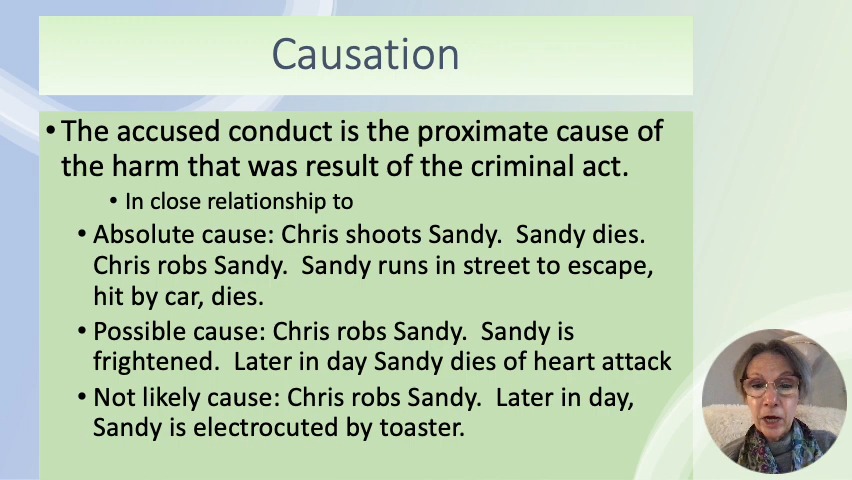 Causation
• The accused conduct is the proximate cause of
the harm that was result of the criminal act.
• In close relationship to
• Absolute cause: Chris shoots Sandy.  Sandy dies.
Chris robs Sandy.  Sandy runs in street to escape,
hit by car, dies.
• Possible cause: Chris robs Sandy.  Sandy is
frightened.  Later in day Sandy dies of heart attack
• Not likely cause: Chris robs Sandy.  Later in day,
Sandy is electrocuted by toaster.